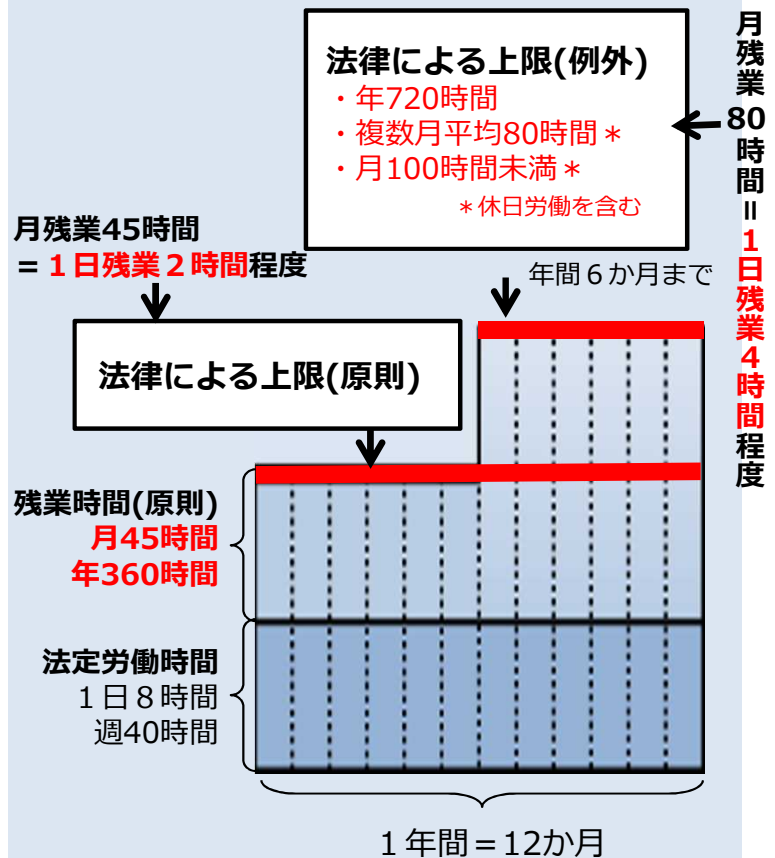 法律による上限(例外)
・年720時間
・複数月平均80時間＊
・月100時間未満＊
＊休日労働を含む
月残業80時間＝1日残業4時間程度
月残業45時間
=１日残業２時間程度
年間６か月まで
法律による上限(原則)
残業時間(原則)
月45時間
年360時間
法定労働時間
１日８時間
週40時間
１年間＝12か月